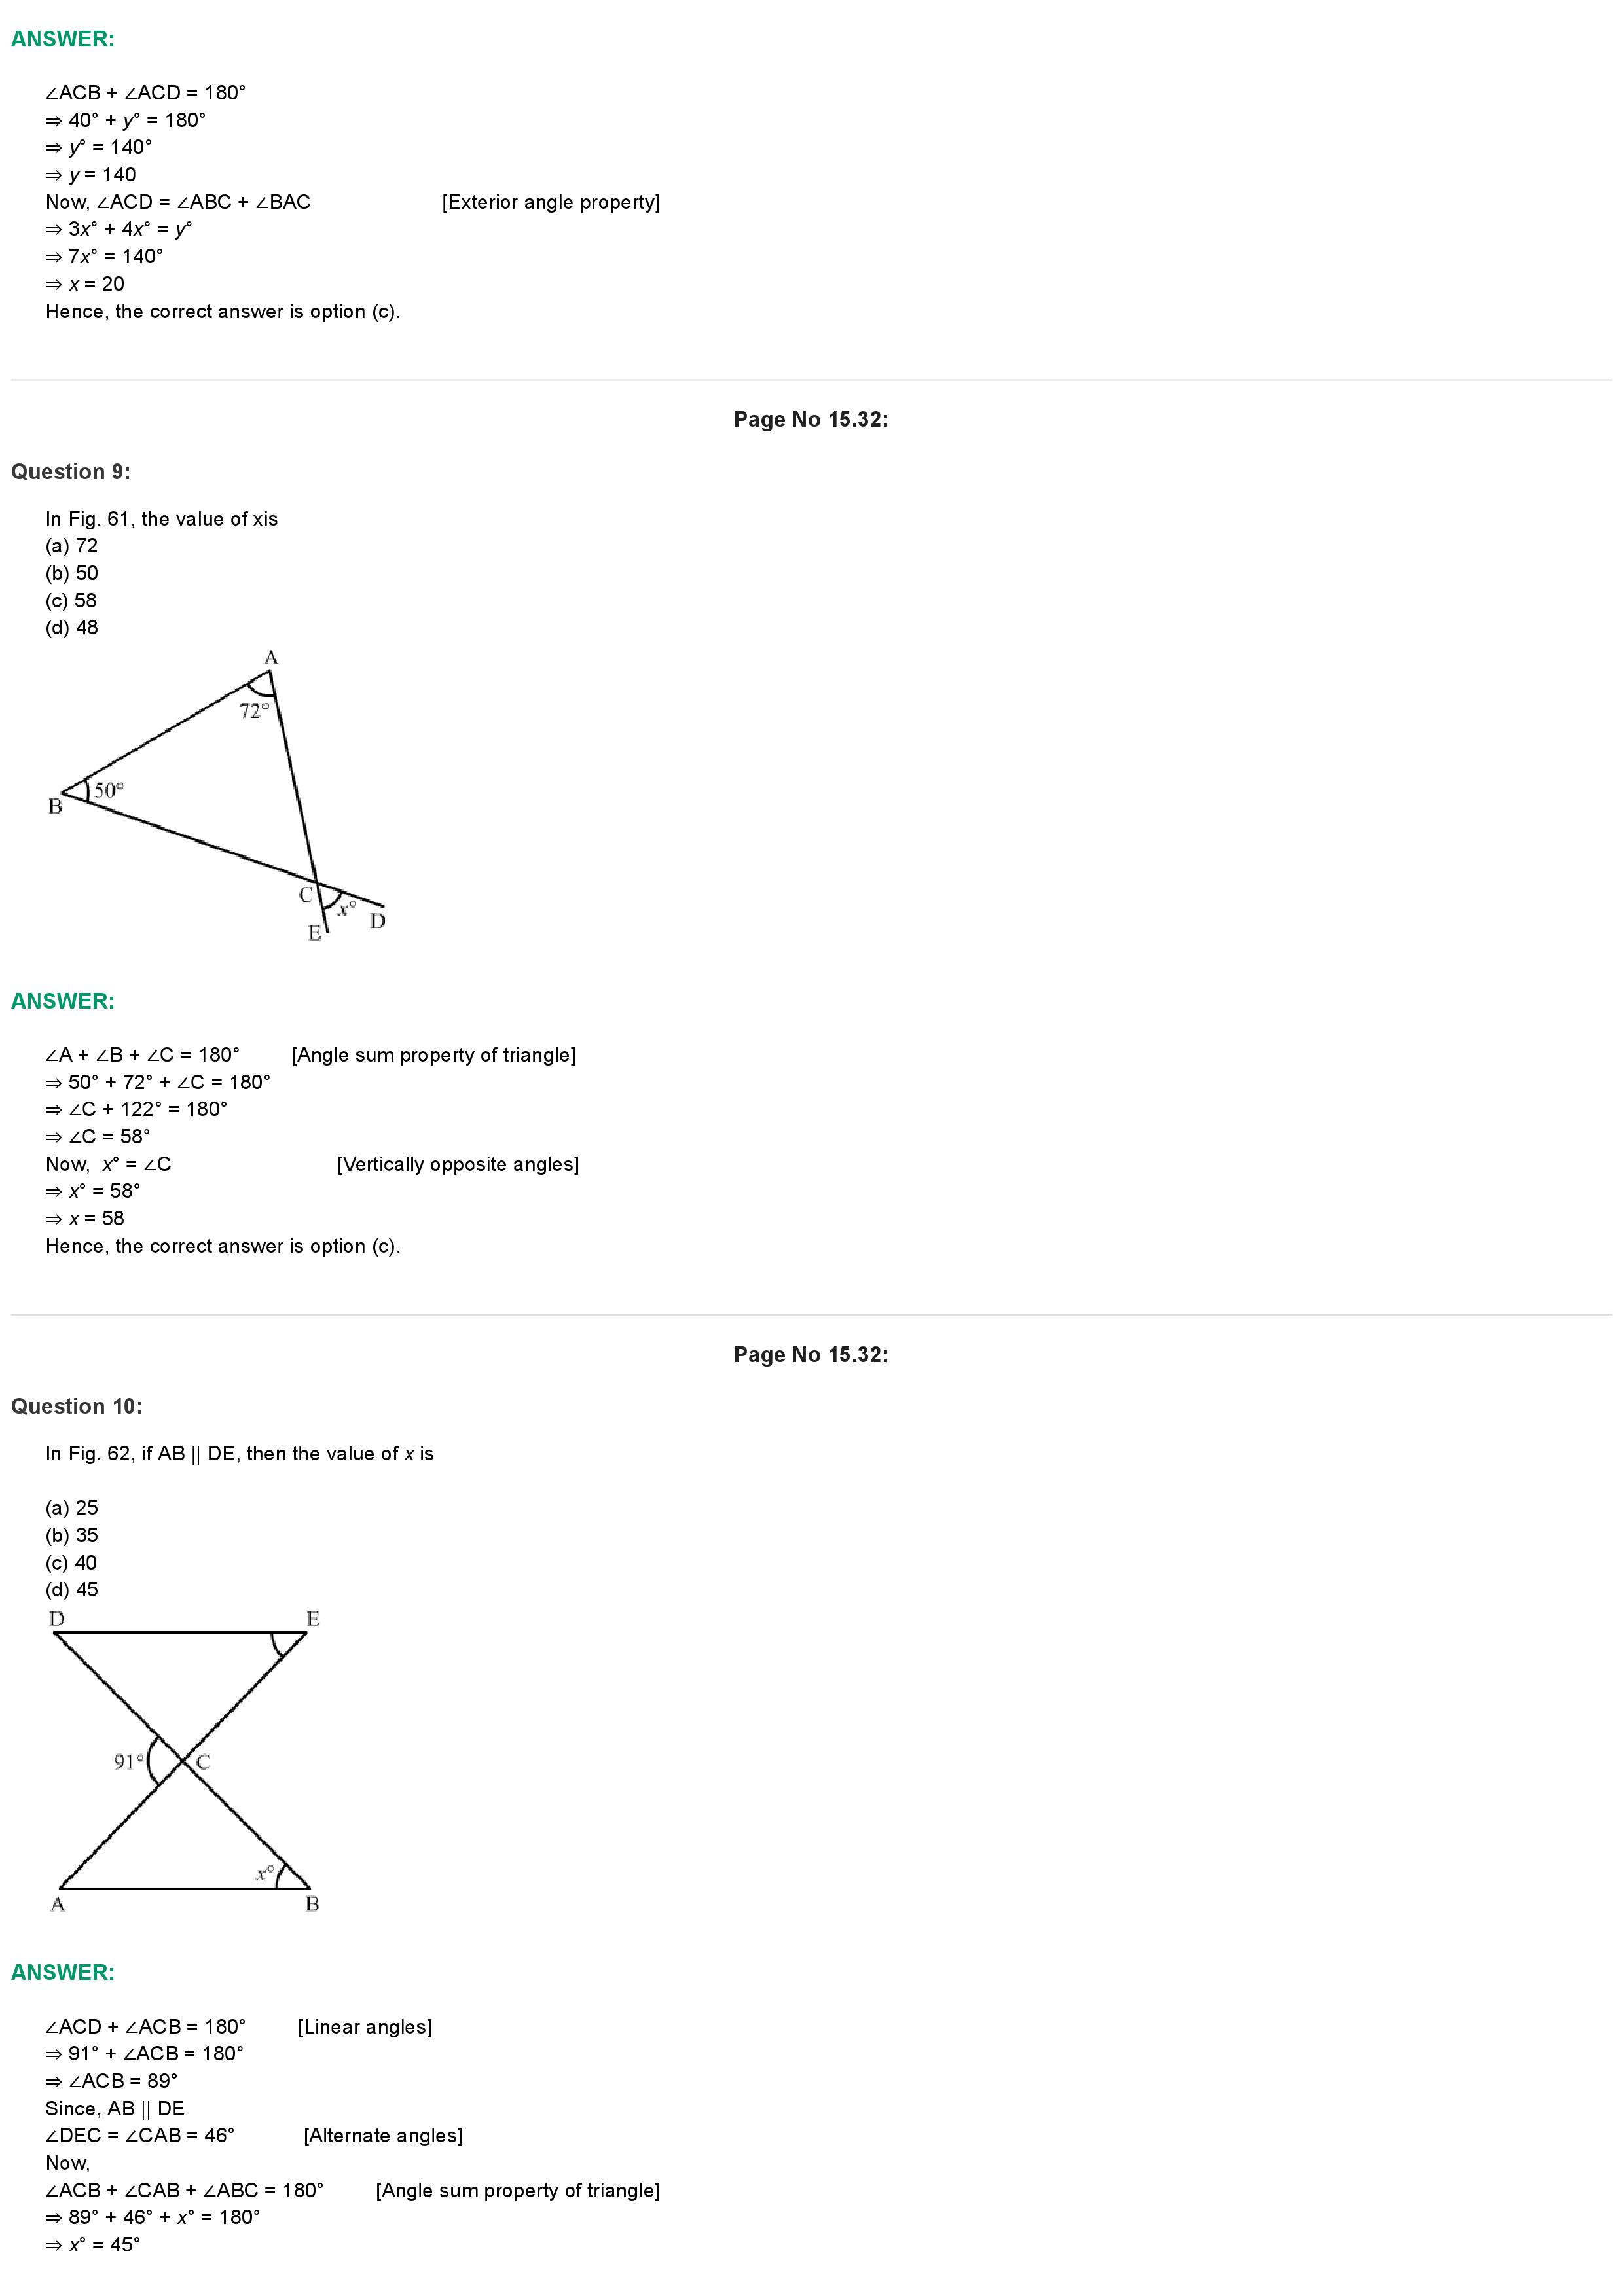 ANSWER:
∠ACB + ∠ACD = 180°
⇒ 40° + y° = 180°
⇒ y° = 140°
⇒ y = 140
Now, ∠ACD = ∠ABC + ∠BAC [Exterior angle property]
⇒ 3x° + 4x° = y°
⇒ 7x° = 140°
⇒ x = 20
Hence, the correct answer is option (c).
Page No 15.32:
Question 9:
In Fig. 61, the value of xis
(a) 72
(b) 50
(c) 58
(d) 48
A
72°
50°
B
C
x°
D
E
ANSWER:
∠A + ∠B + ∠C = 180° [Angle sum property of triangle]
⇒ 50° + 72° + ∠C = 180°
⇒ ∠C + 122° = 180°
⇒ ∠C = 58°
Now, x° = ∠C [Vertically opposite angles]
⇒ x° = 58°
⇒ x = 58
Hence, the correct answer is option (c).
Page No 15.32:
Question 10:
In Fig. 62, if AB || DE, then the value of x is
(a) 25
(b) 35
(c) 40
(d) 45
D E
91° C
x°
A B
ANSWER:
∠ACD + ∠ACB = 180° [Linear angles]
⇒ 91° + ∠ACB = 180°
⇒ ∠ACB = 89°
Since, AB || DE
∠DEC = ∠CAB = 46° [Alternate angles]
Now,
∠ACB + ∠CAB + ∠ABC = 180° [Angle sum property of triangle]
⇒ 89° + 46° + x° = 180°
⇒ x° = 45°